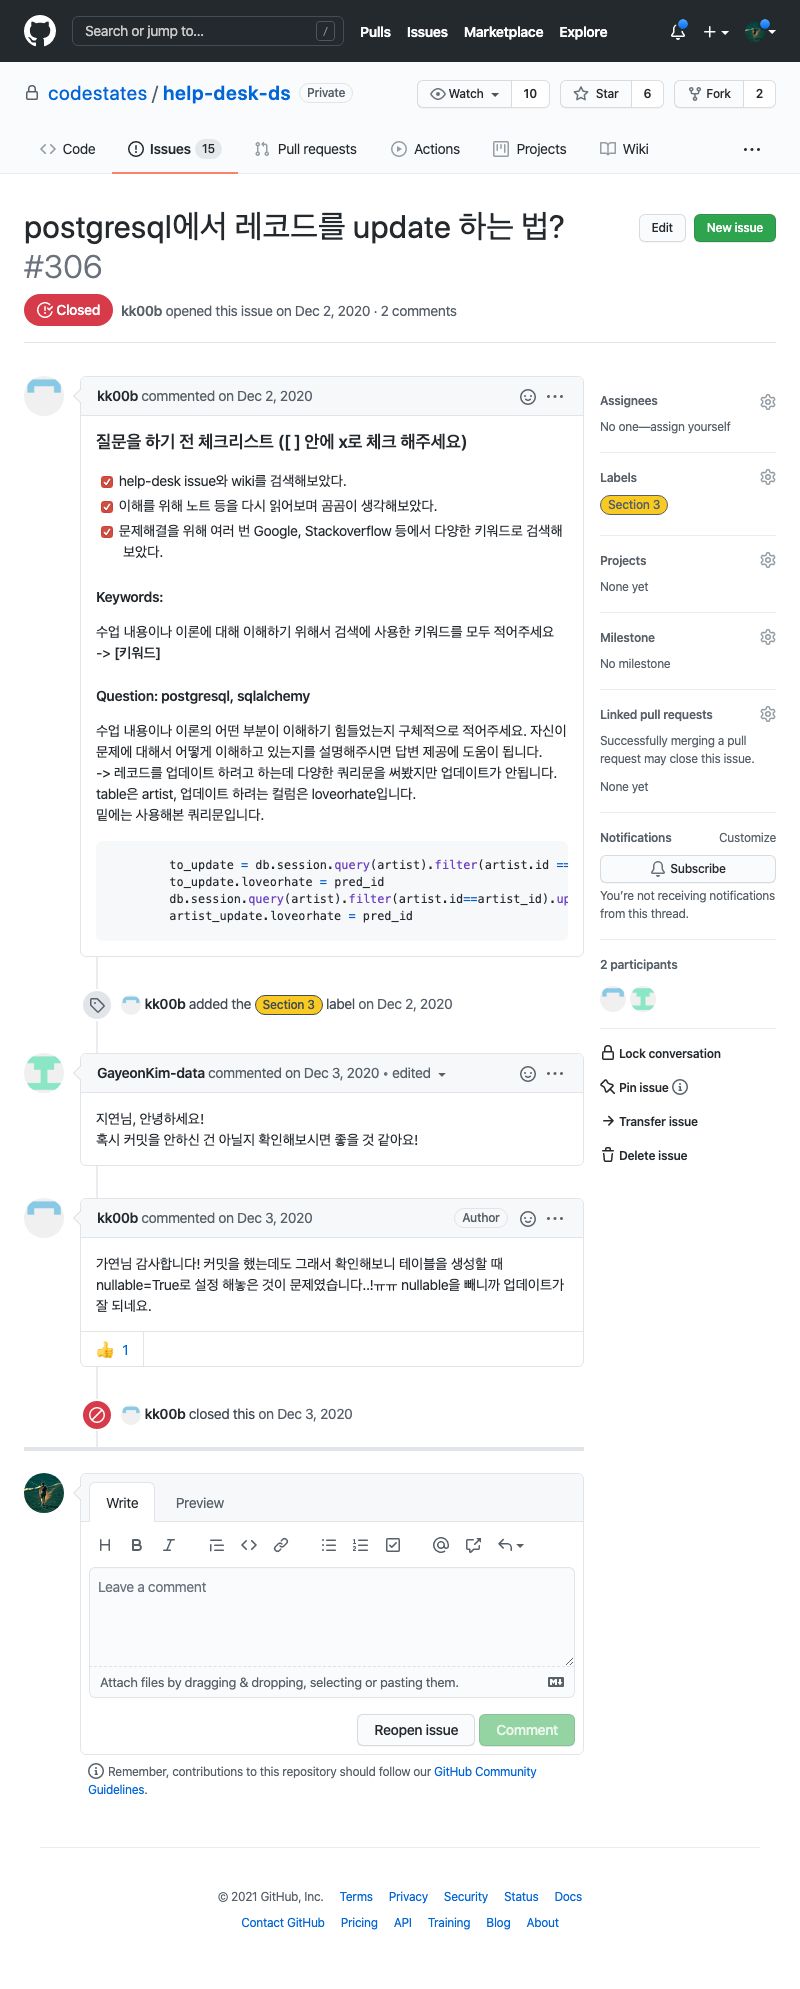 Search or jump to... /
Pulls Issues Marketplace Explore
codestates / help-desk-ds Private
Watch 10 Star 6 Fork 2
Code Issues 15 Pull requests Actions Projects Wiki
postgresql에서 레코드를 update 하는 법?
#306
Edit New issue
Closed kk00b opened this issue on Dec 2, 2020 · 2 comments
kk00b commented on Dec 2, 2020
질문을 하기 전 체크리스트 ([ ] 안에 x로 체크 해주세요)
help-desk issue와 wiki를 검색해보았다.
이해를 위해 노트 등을 다시 읽어보며 곰곰이 생각해보았다.
문제해결을 위해 여러 번 Google, Stackoverflow 등에서 다양한 키워드로 검색해
보았다.
Keywords:
수업 내용이나 이론에 대해 이해하기 위해서 검색에 사용한 키워드를 모두 적어주세요
-> [키워드]
Question: postgresql, sqlalchemy
수업 내용이나 이론의 어떤 부분이 이해하기 힘들었는지 구체적으로 적어주세요. 자신이
문제에 대해서 어떻게 이해하고 있는지를 설명해주시면 답변 제공에 도움이 됩니다.
-> 레코드를 업데이트 하려고 하는데 다양한 쿼리문을 써봤지만 업데이트가 안됩니다.
table은 artist, 업데이트 하려는 컬럼은 loveorhate입니다.
밑에는 사용해본 쿼리문입니다.
to_update = db.session.query(artist).filter(artist.id ==
to_update.loveorhate = pred_id
db.session.query(artist).filter(artist.id==artist_id).up
artist_update.loveorhate = pred_id
kk00b added the Section 3 label on Dec 2, 2020
GayeonKim-data commented on Dec 3, 2020 • edited
지연님, 안녕하세요!
혹시 커밋을 안하신 건 아닐지 확인해보시면 좋을 것 같아요!
kk00b commented on Dec 3, 2020 Author
가연님 감사합니다! 커밋을 했는데도 그래서 확인해보니 테이블을 생성할 때
nullable=True로 설정 해놓은 것이 문제였습니다..!ㅠㅠ nullable을 빼니까 업데이트가
잘 되네요.
1
kk00b closed this on Dec 3, 2020
Write Preview
Leave a comment
Attach files by dragging & dropping, selecting or pasting them.
Reopen issue Comment
Remember, contributions to this repository should follow our GitHub Community
Guidelines.
Assignees
No one—assign yourself
Labels
Section 3
Projects
None yet
Milestone
No milestone
Linked pull requests
Successfully merging a pull
request may close this issue.
None yet
Notifications Customize
Subscribe
You're not receiving notifications
from this thread.
2 participants
Lock conversation
Pin issue
Transfer issue
Delete issue
© 2021 GitHub, Inc. Terms Privacy Security Status Docs
Contact GitHub Pricing API Training Blog About